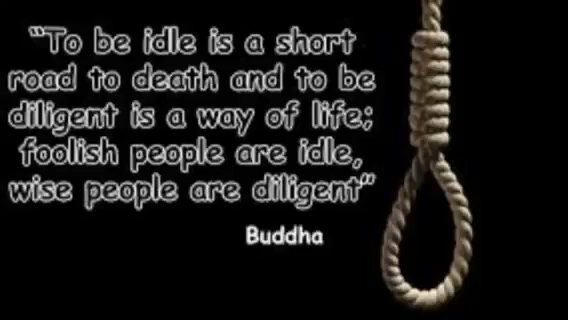 “To be idle is a short
road to death and to be
diligent is a way of life;
foolish people are idle,
wise people are diligent”
Buddha